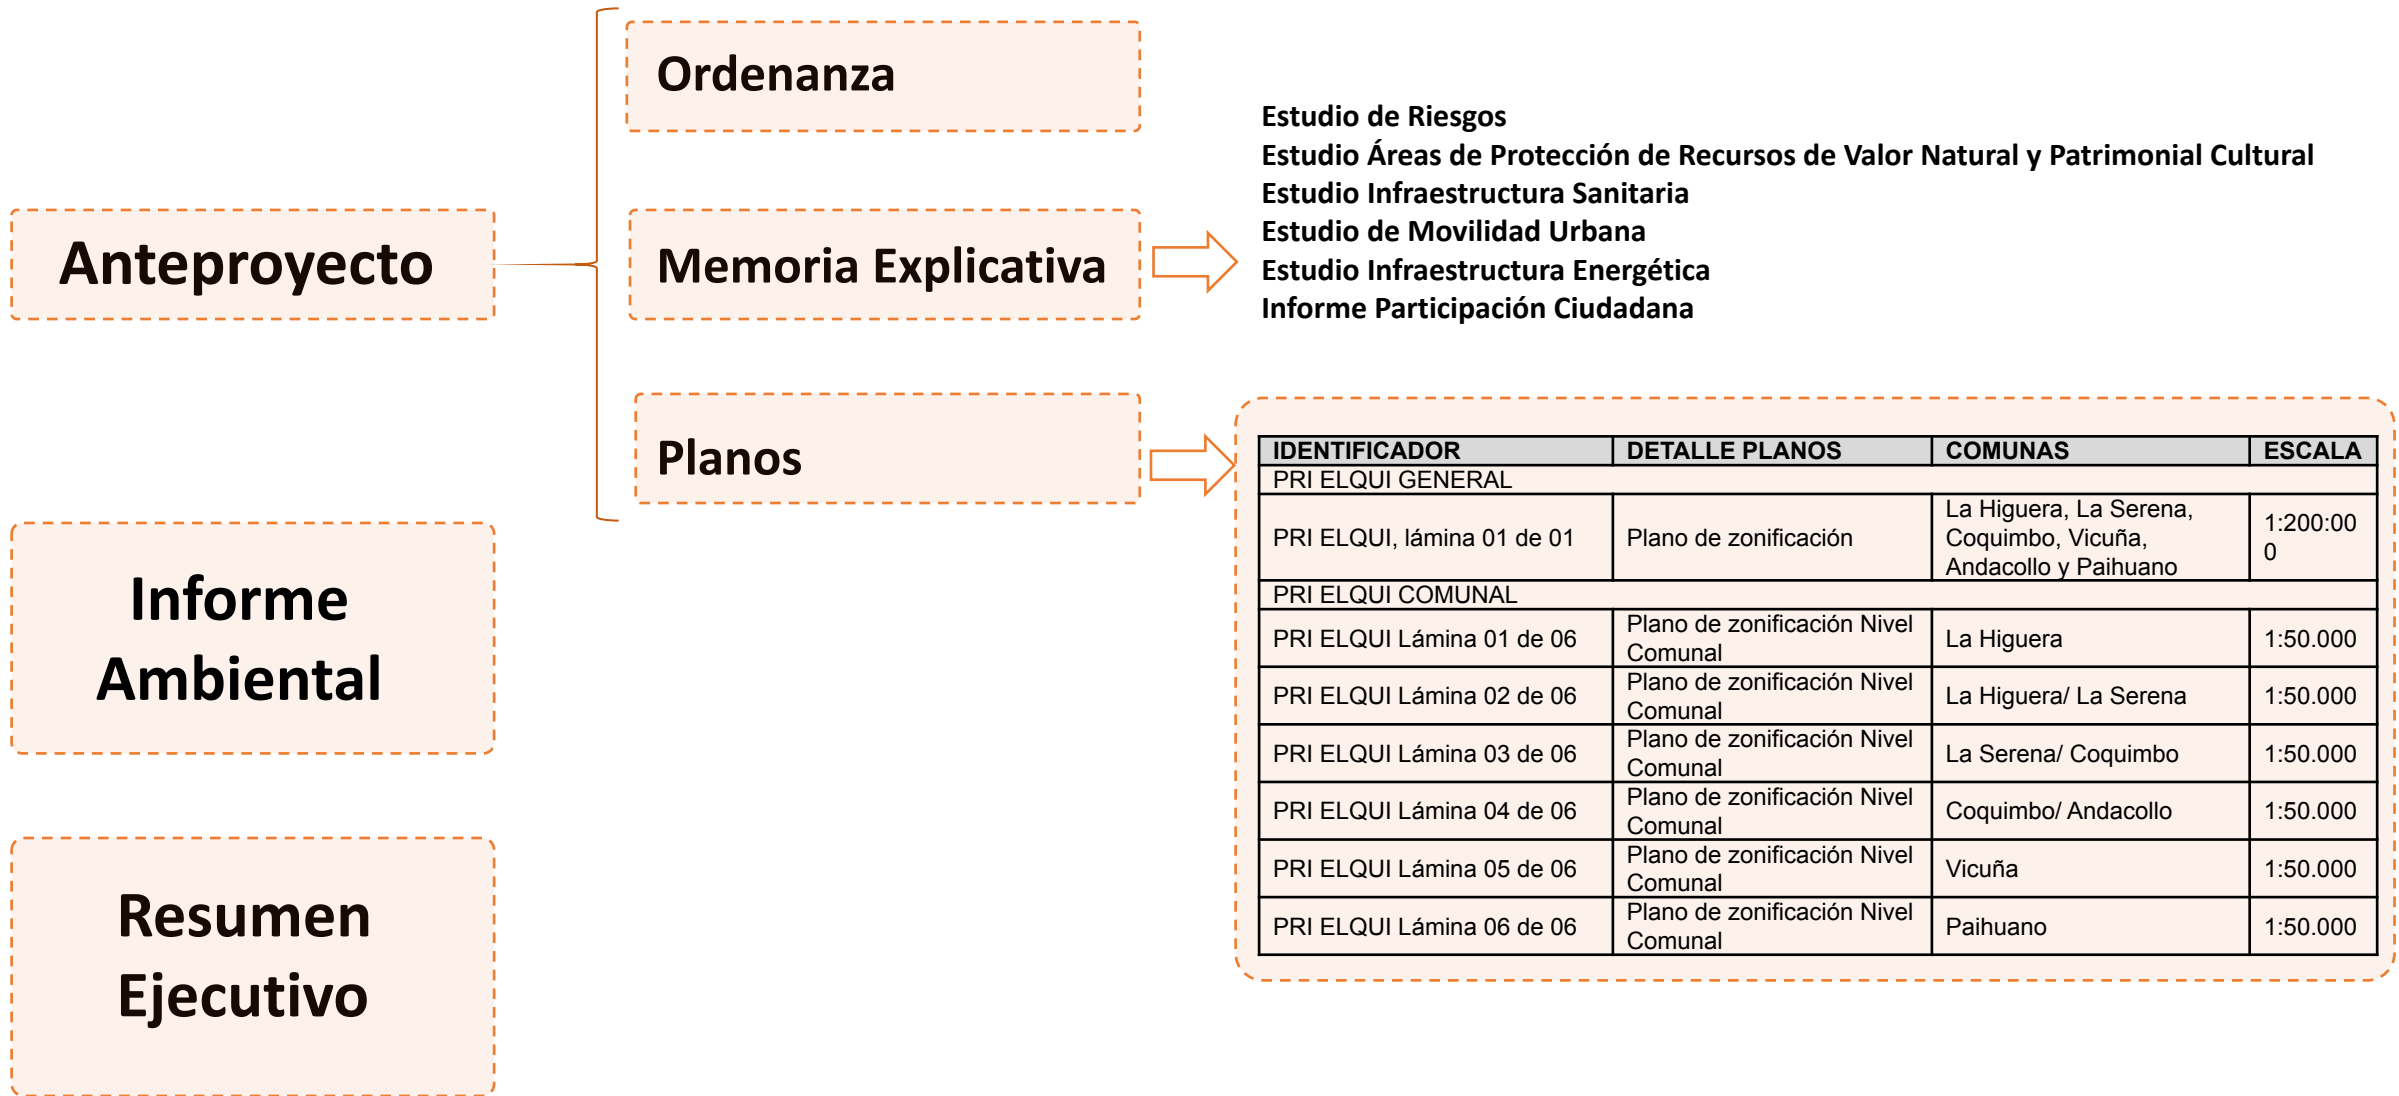 Anteproyecto
Ordenanza
Memoria Explicativa
Planos
Estudio de Riesgos
Estudio Áreas de Protección de Recursos de Valor Natural y Patrimonial Cultural
Estudio Infraestructura Sanitaria
Estudio de Movilidad Urbana
Estudio Infraestructura Energética
Informe Participación Ciudadana
IDENTIFICADOR DETALLE PLANOS COMUNAS ESCALA
PRI ELQUI GENERAL
PRI ELQUI, lámina 01 de 01 Plano de zonificación La Higuera, La Serena,
Coquimbo, Vicuña,
Andacollo y Paihuano
1:200:00
0
PRI ELQUI COMUNAL
PRI ELQUI Lámina 01 de 06 Plano de zonificación Nivel
Comunal
La Higuera 1:50.000
PRI ELQUI Lámina 02 de 06 Plano de zonificación Nivel
Comunal
La Higuera/ La Serena 1:50.000
PRI ELQUI Lámina 03 de 06 Plano de zonificación Nivel
Comunal
La Serena/ Coquimbo 1:50.000
PRI ELQUI Lámina 04 de 06 Plano de zonificación Nivel
Comunal
Coquimbo/ Andacollo 1:50.000
PRI ELQUI Lámina 05 de 06 Plano de zonificación Nivel
Comunal
Vicuña 1:50.000
PRI ELQUI Lámina 06 de 06 Plano de zonificación Nivel
Comunal
Paihuano 1:50.000
Informe
Ambiental
Resumen
Ejecutivo